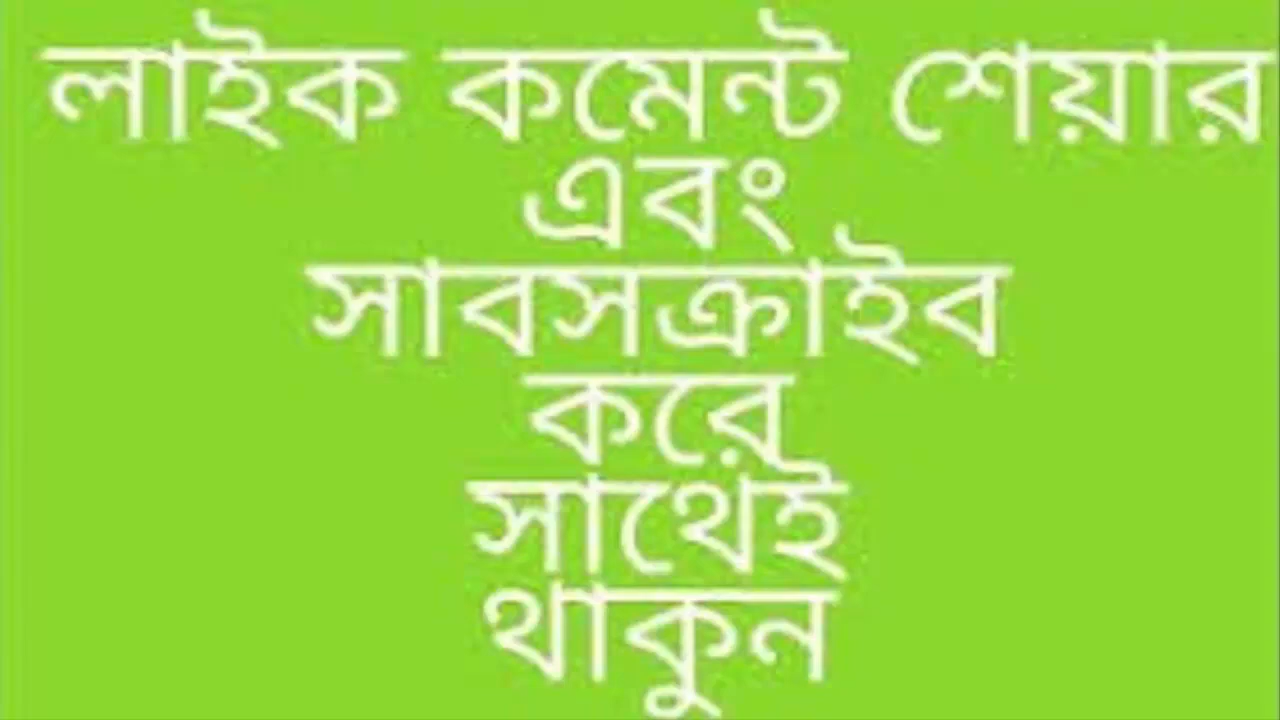 লাইক কমেন্ট শেয়ার
এবং
সাবসক্রাইব
করে
সাথেই
থাকুন